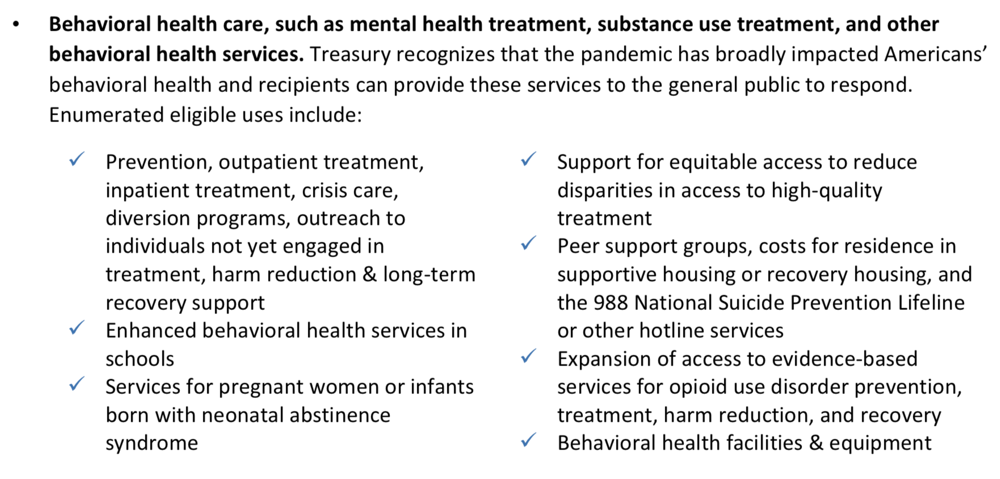 • Behavioral health care, such as mental health treatment, substance use treatment, and other
behavioral health services. Treasury recognizes that the pandemic has broadly impacted Americans’
behavioral health and recipients can provide these services to the general public to respond.
Enumerated eligible uses include:
✓ Prevention, outpatient treatment,
inpatient treatment, crisis care,
diversion programs, outreach to
individuals not yet engaged in
treatment, harm reduction & long-term
recovery support
✓ Enhanced behavioral health services in
schools
✓ Services for pregnant women or infants
born with neonatal abstinence
syndrome
✓ Support for equitable access to reduce
disparities in access to high-quality
treatment
✓ Peer support groups, costs for residence in
supportive housing or recovery housing, and
the 988 National Suicide Prevention Lifeline
or other hotline services
✓ Expansion of access to evidence-based
services for opioid use disorder prevention,
treatment, harm reduction, and recovery
✓ Behavioral health facilities & equipment